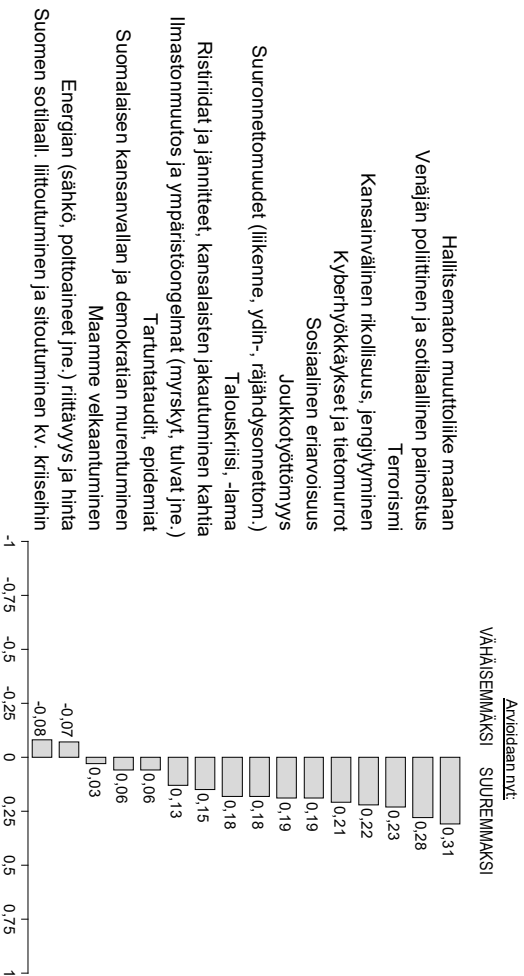 Arvioidaan nyt:
VÄHÄISEMMÄKSI SUUREMMAKSI
Hallitsematon muuttoliike maahan 0,31
Venäjän poliittinen ja sotilaallinen painostus 0,28
Terrorismi 0,23
Kansainvälinen rikollisuus, jengiytyminen 0,22
Kyberhyökkäykset ja tietomurrot 0,21
Sosiaalinen eriarvoisuus 0,19
Joukkotyöttömyys 0,19
Suuronnettomuudet (liikenne, ydin-, räjähdysonnettom.) 0,18
Talouskriisi, -lama 0,18
Ristiriidat ja jännitteet, kansalaisten jakautuminen kahtia 0,15
Ilmastonmuutos ja ympäristöongelmat (myrskyt, tulvat jne.) 0,13
Tartuntataudit, epidemiat 0,06
Suomalaisen kansanvallan ja demokratian murentuminen 0,06
Maamme velkaantuminen 0,03
Energian (sähkö, polttoaineet jne.) riittävyys ja hinta -0,07
Suomen sotilaall. liittoutuminen ja sitoutuminen kv. kriiseihin -0,08
-1 -0,75 -0,5 -0,25 0 0,25 0,5 0,75 1